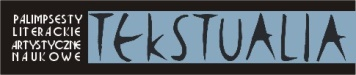 PALIMPSESTY
LITERACKIE
ARTYSTYCZNE
NAUKOWE
TEKSTUALIA